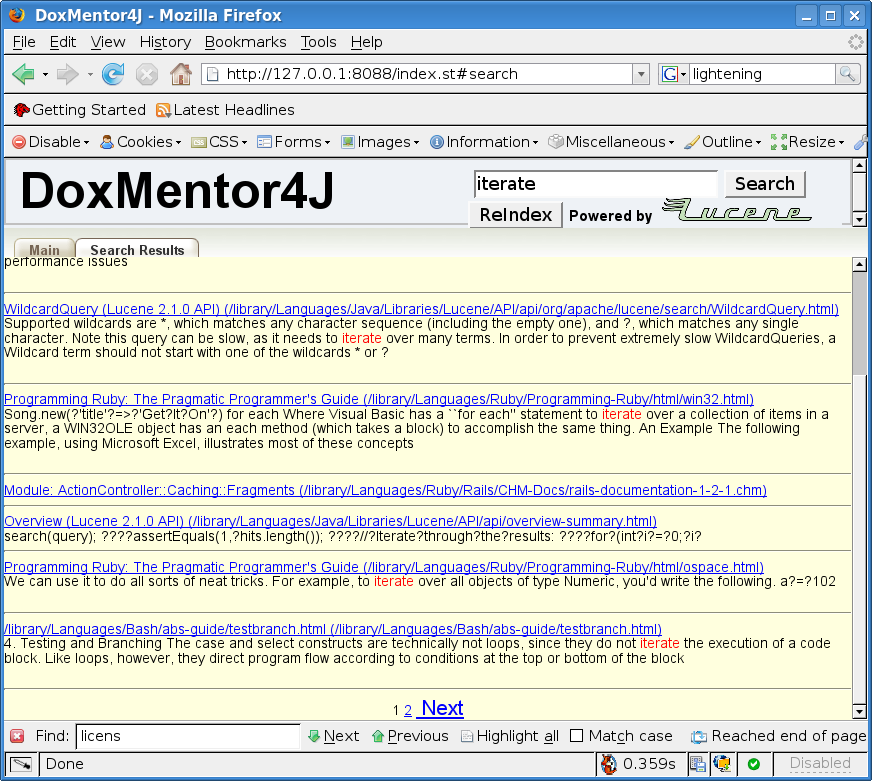 DoxMentor4J - Mozilla Firefox
File Edit View History Bookmarks Tools Help
http://127.0.0.1:8088/index.st#search G lightening
Getting Started Latest Headlines
Disable Cookies CSS Forms Images Information Miscellaneous Outline Resize
DoxMentor4J
iterate Search
ReIndex Powered by Lucene
Main Search Results
performance issues
WildcardQuery (Lucene 2.1.0 API) (/library/Languages/Java/Libraries/Lucene/API/api/org/apache/lucene/search/WildcardQuery.html)
Supported wildcards are *, which matches any character sequence (including the empty one), and ?, which matches any single
character. Note this query can be slow, as it needs to iterate over many terms. In order to prevent extremely slow WildcardQueries, a
Wildcard term should not start with one of the wildcards * or ?
Programming Ruby: The Pragmatic Programmer's Guide (/library/Languages/Ruby/Programming-Ruby/html/win32.html)
Song.new(?'title'?=>?'Get?It?On'?) for each Where Visual Basic has a ``for each'' statement to iterate over a collection of items in a
server, a WIN32OLE object has an each method (which takes a block) to accomplish the same thing. An Example The following
example, using Microsoft Excel, illustrates most of these concepts
Module: ActionController::Caching::Fragments (/library/Languages/Ruby/Rails/CHM-Docs/rails-documentation-1-2-1.chm)
Overview (Lucene 2.1.0 API) (/library/Languages/Java/Libraries/Lucene/API/api/overview-summary.html)
search(query); ????assertEquals(1,?hits.length()); ????//?Iterate?through?the?results: ????for?(int?i?=?0;?i?
Programming Ruby: The Pragmatic Programmer's Guide (/library/Languages/Ruby/Programming-Ruby/html/ospace.html)
We can use it to do all sorts of neat tricks. For example, to iterate over all objects of type Numeric, you'd write the following. a?=?102
/library/Languages/Bash/abs-guide/testbranch.html (/library/Languages/Bash/abs-guide/testbranch.html)
4. Testing and Branching The case and select constructs are technically not loops, since they do not iterate the execution of a code
block. Like loops, however, they direct program flow according to conditions at the top or bottom of the block
1 2 Next
Find: licens Next Previous Highlight all Match case Reached end of page
Done 0.359s Disabled